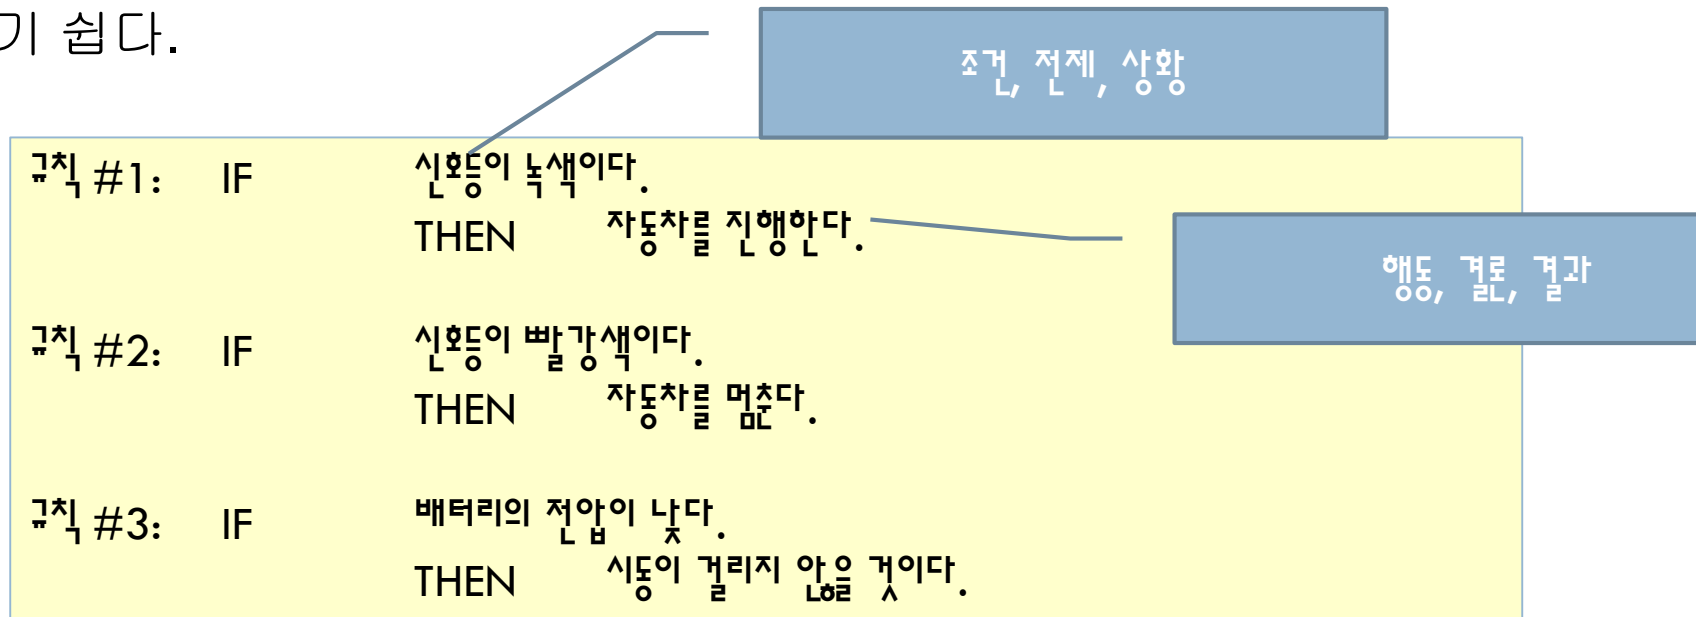 기 쉽다.
조건, 전제, 상황
규칙 #1: IF 신호등이 녹색이다.
THEN 자동차를 진행한다.
행동, 결론, 결과
규칙 #2: IF 신호등이 빨강색이다.
THEN 자동차를 멈춘다.
규칙 #3: IF 배터리의 전압이 낮다.
THEN 시동이 걸리지 않을 것이다.